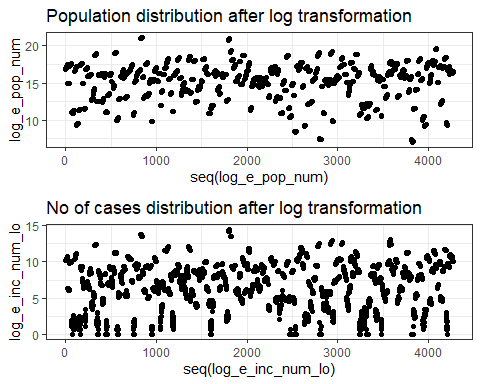 Population distribution after log transformation
log_e_pop_num
20
15
10
0
1000
2000
3000
4000
seq(log_e_pop_num)
No of cases distribution after log transformation
log_e_inc_num_lo
15
10
5
0
0
1000
2000
3000
4000
seq(log_e_inc_num_lo)